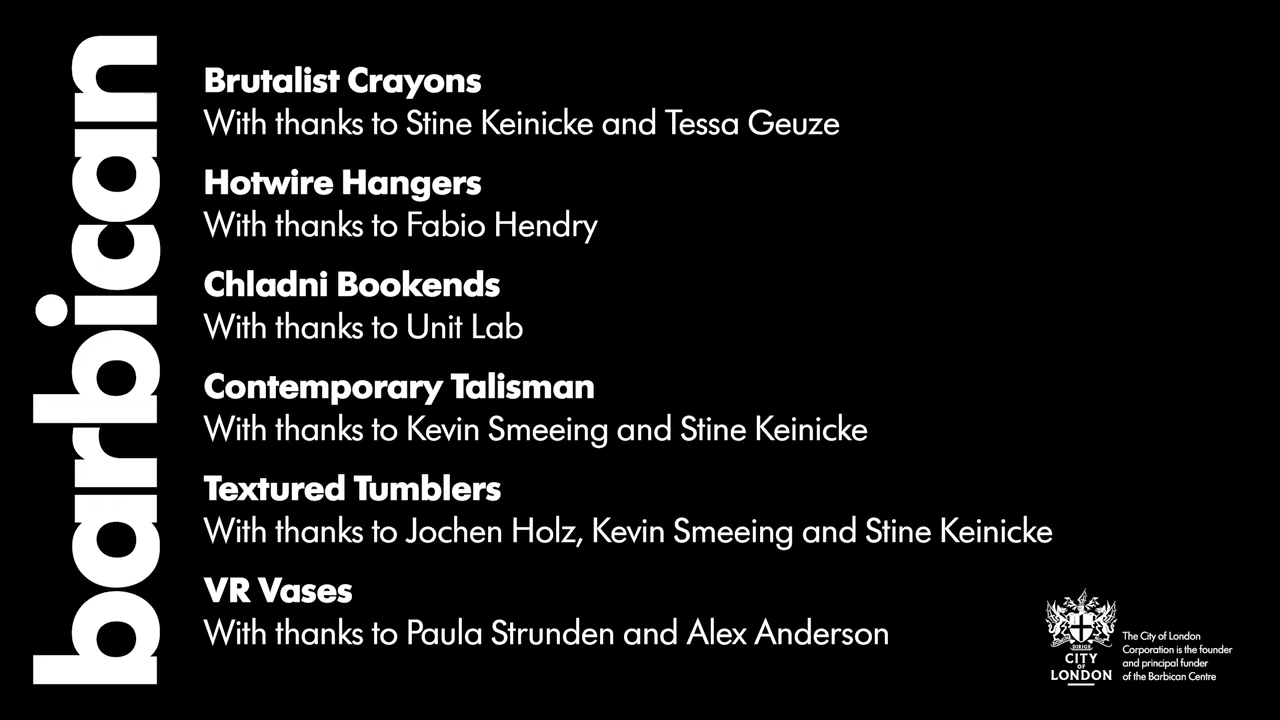 barbican
Brutalist Crayons
With thanks to Stine Keinicke and Tessa Geuze
Hotwire Hangers
With thanks to Fabio Hendry
Chladni Bookends
With thanks to Unit Lab
Contemporary Talisman
With thanks to Kevin Smeeing and Stine Keinicke
Textured Tumblers
With thanks to Jochen Holz, Kevin Smeeing and Stine Keinicke
VR Vases
With thanks to Paula Strunden and Alex Anderson
DIRIGE
CITY
OF
LONDON
The City of London
Corporation is the founder
and principal funder
of the Barbican Centre